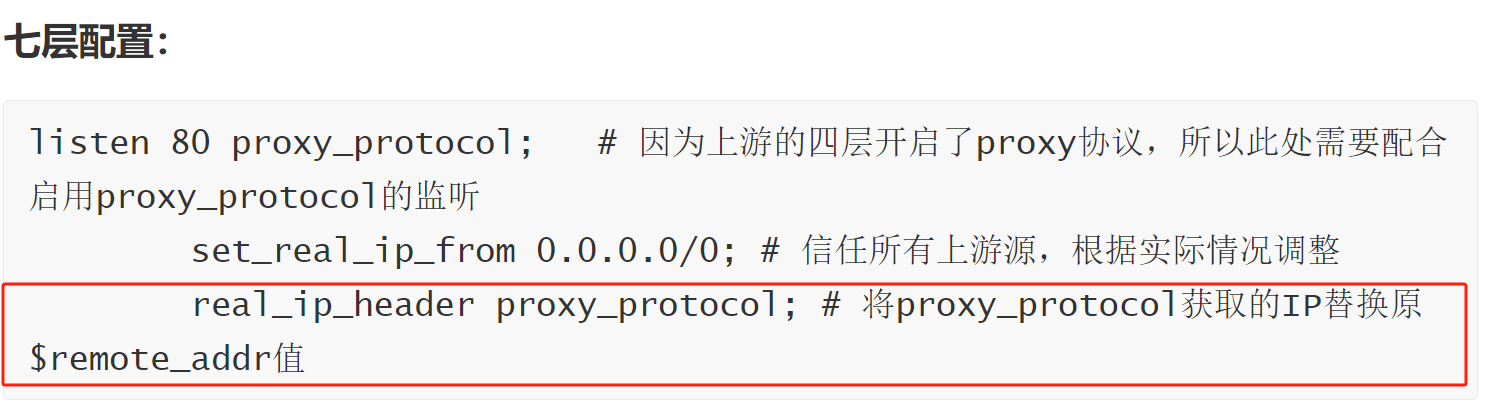 七层配置：
listen 80 proxy_protocol;   # 因为上游的四层开启了proxy协议，所以此处需要配合
启用proxy_protocol的监听
        set_real_ip_from 0.0.0.0/0; # 信任所有上游源，根据实际情况调整
        real_ip_header proxy_protocol; # 将proxy_protocol获取的IP替换原
$remote_addr值